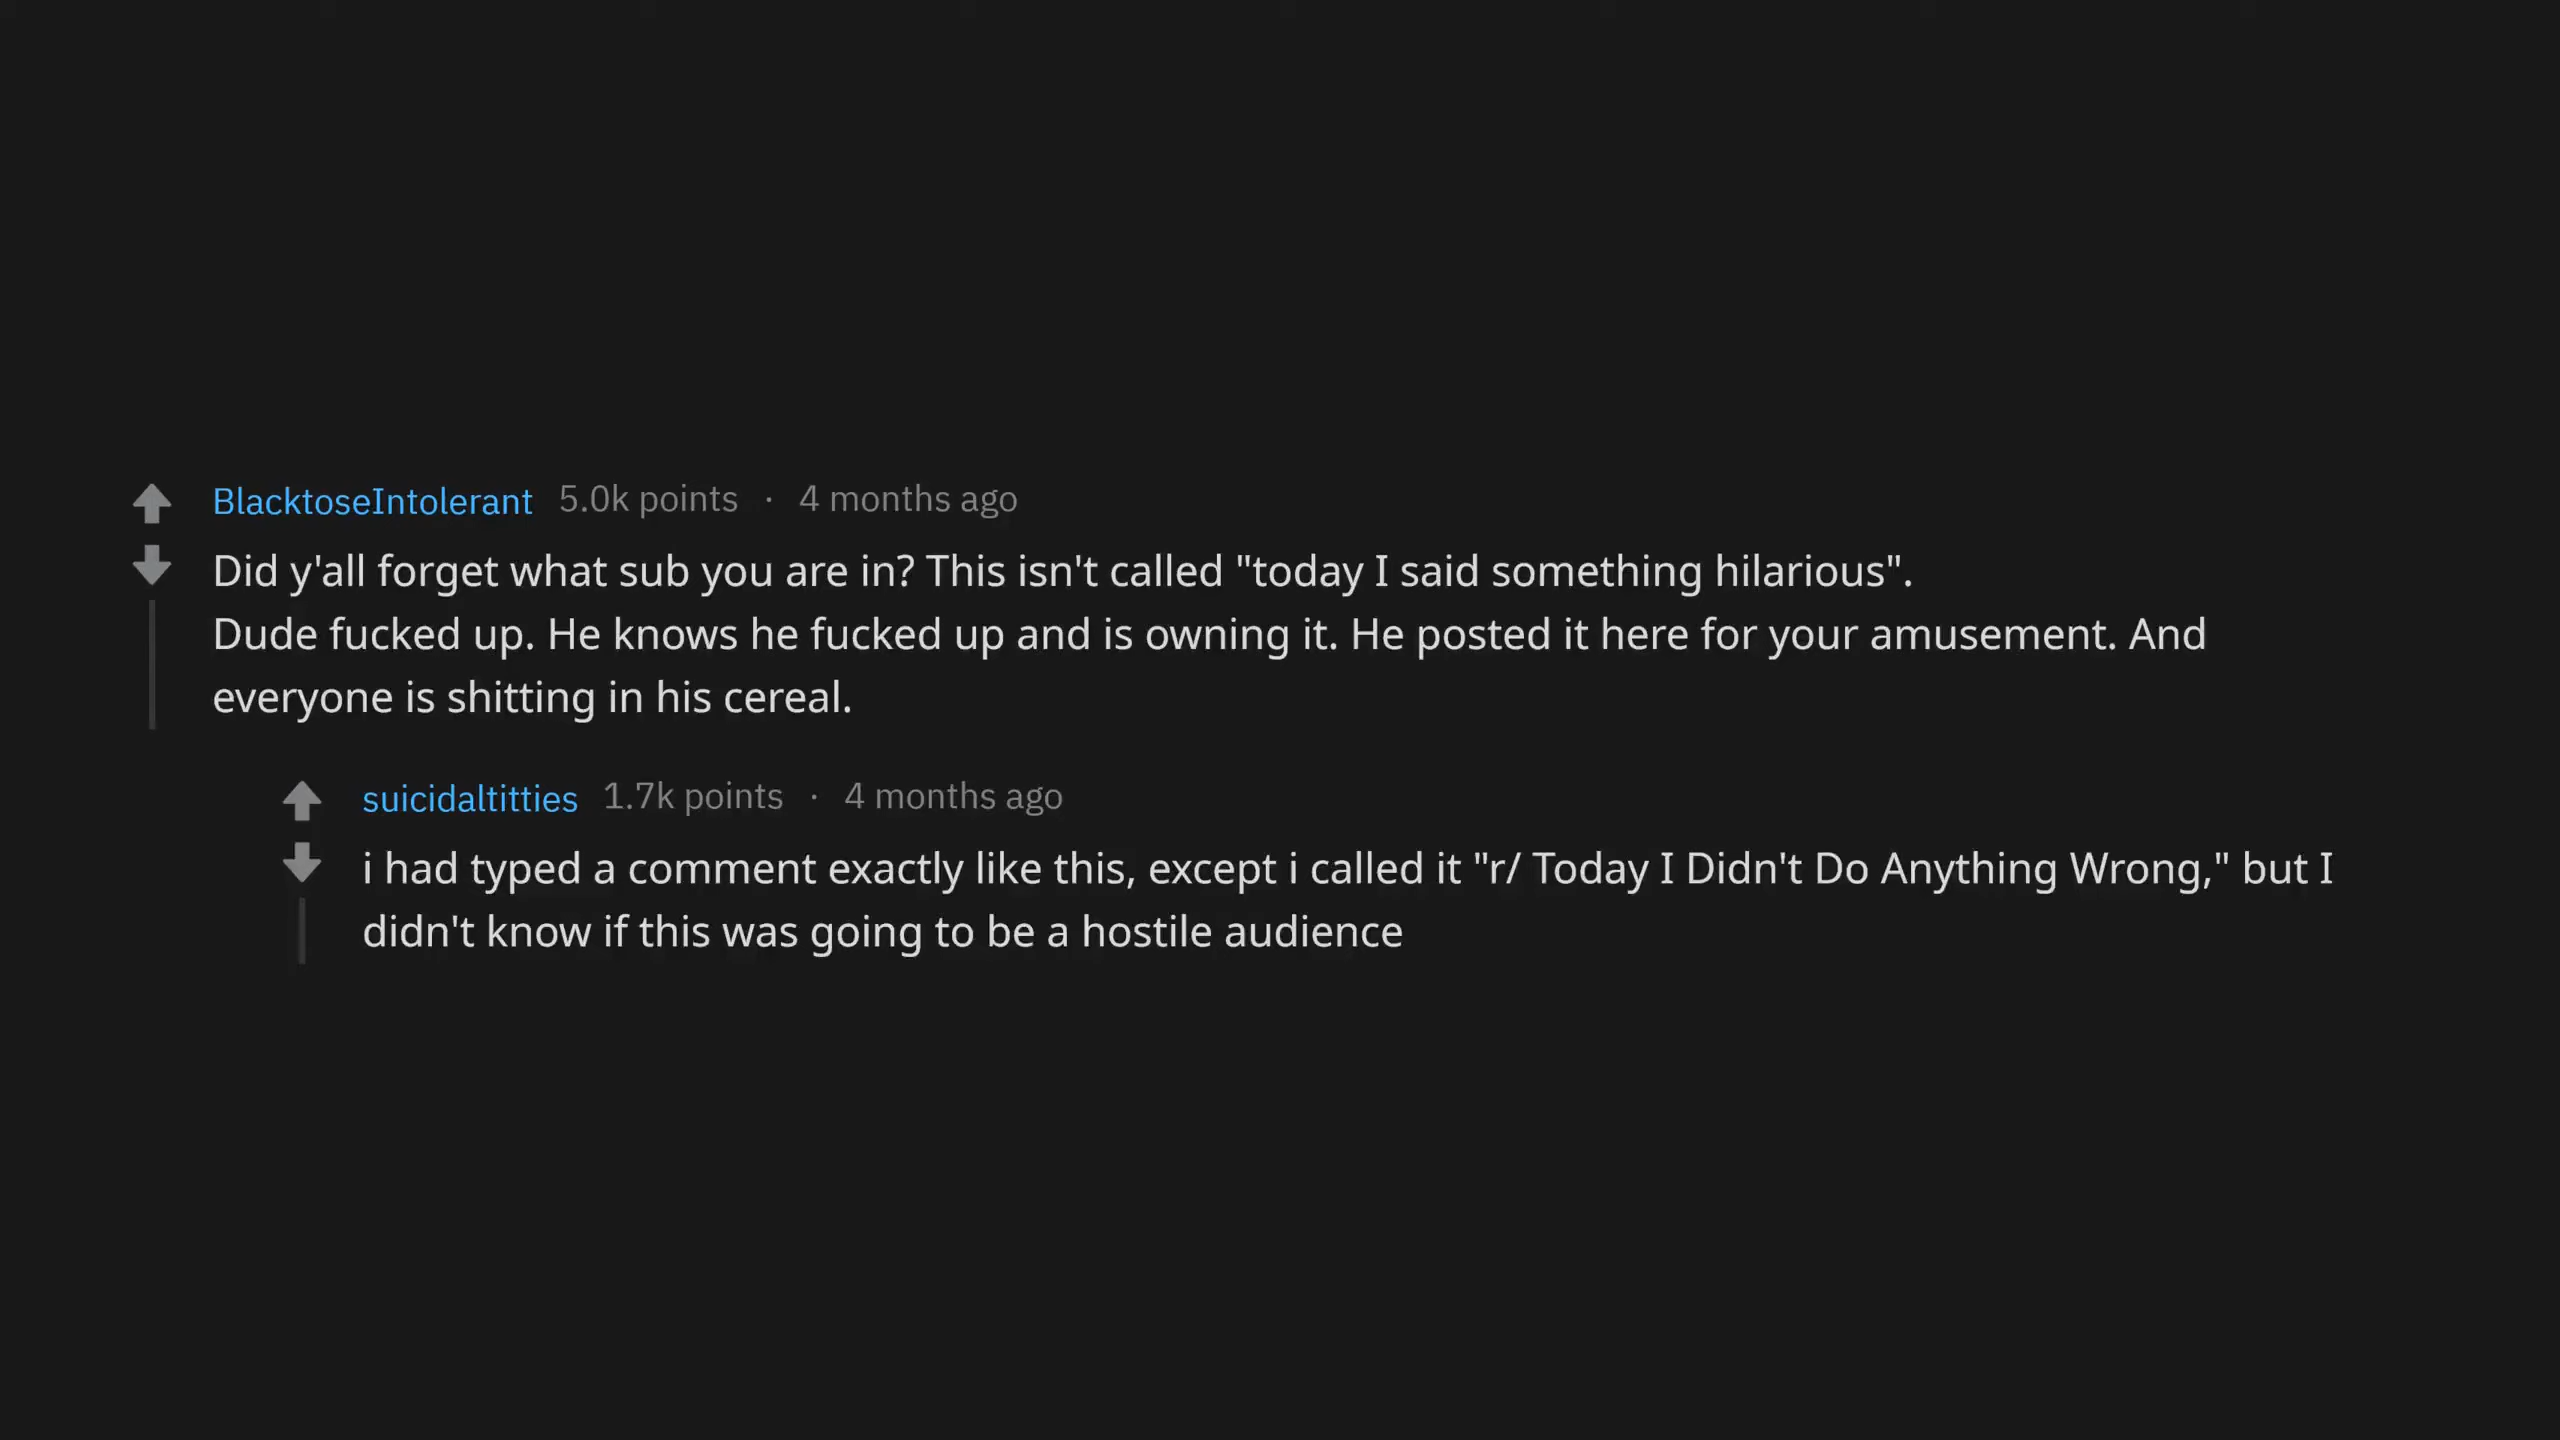 BlacktoseIntolerant 5.0k points · 4 months ago
Did y'all forget what sub you are in? This isn't called "today I said something hilarious".
Dude fucked up. He knows he fucked up and is owning it. He posted it here for your amusement. And
everyone is shitting in his cereal.
suicidaltitties 1.7k points · 4 months ago
i had typed a comment exactly like this, except i called it "r/ Today I Didn't Do Anything Wrong," but I
didn't know if this was going to be a hostile audience